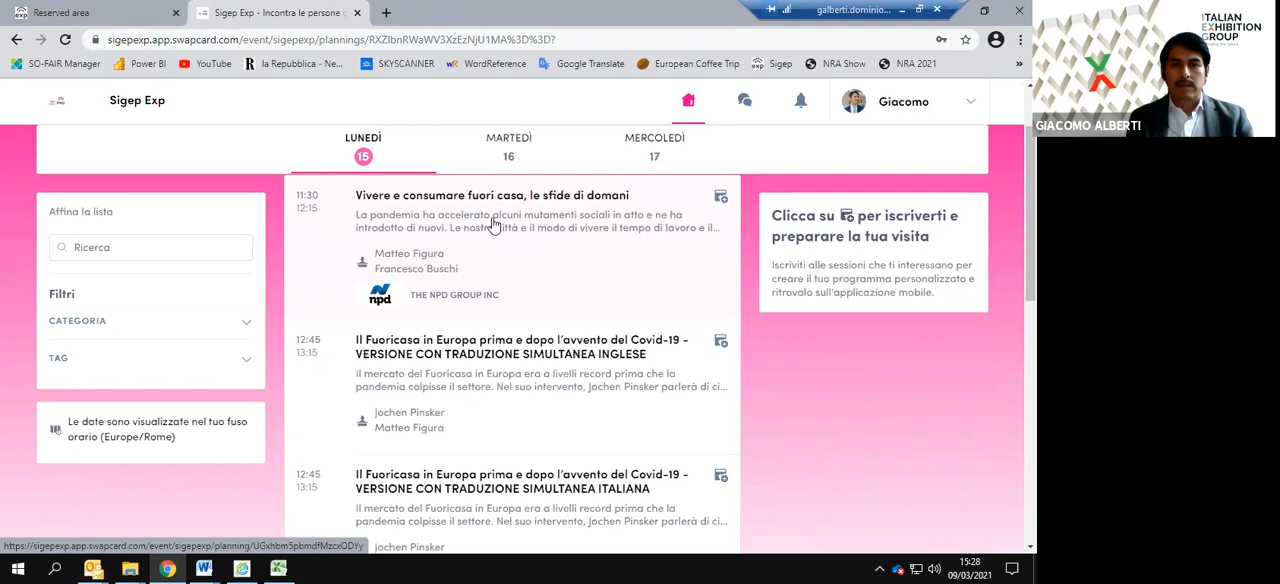 Reserved area
Sigep Exp - Incontra le persone g
galberti.dominio...
sigepexp.app.swapcard.com/event/sigepexp/plannings/RXZlbnRWaWV3XzEzNjU1MA%3D%3D?
SO-FAIR Manager
Power BI
YouTube
la Repubblica - Ne...
SKYSCANNER
WordReference
Google Translate
European Coffee Trip
Sigep
NRA Show
NRA 2021
»
Sigep Exp
Giacomo
LUNEDÌ
MARTEDÌ
MERCOLEDÌ
15
16
17
Affina la lista
Ricerca
Filtri
CATEGORIA
TAG
Le date sono visualizzate nel tuo fuso
orario (Europe/Rome)
11:30
12:15
Vivere e consumare fuori casa, le sfide di domani
La pandemia ha accelerato alcuni mutamenti sociali in atto e ne ha
introdotto di nuovi. Le nostre città e il modo di vivere il tempo di lavoro e il...
Matteo Figura
Francesco Buschi
npd
THE NPD GROUP INC
12:45
13:15
Il Fuoricasa in Europa prima e dopo l'avvento del Covid-19 -
VERSIONE CON TRADUZIONE SIMULTANEA INGLESE
Il mercato del Fuoricasa in Europa era a livelli record prima che la
pandemia colpisse il settore. Nel suo intervento, Jochen Pinsker parlerà di ci...
Jochen Pinsker
Matteo Figura
12:45
13:15
Il Fuoricasa in Europa prima e dopo l'avvento del Covid-19 -
VERSIONE CON TRADUZIONE SIMULTANEA ITALIANA
Il mercato del Fuoricasa in Europa era a livelli record prima che la
pandemia colpisse il settore. Nel suo intervento, Jochen Pinsker parlerà di ci...
Jochen Pinsker
Clicca su per iscriverti e
preparare la tua visita
Iscriviti alle sessioni che ti interessano per
creare il tuo programma personalizzato e
ritrovalo sull'applicazione mobile.
https://sigepexp.app.swapcard.com/event/sigepexp/planning/UGxhbm5pbmdfMzcxODYy
15:28
09/03/2021
ITALIAN
EXHIBITION
GROUP
GIACOMO ALBERTI